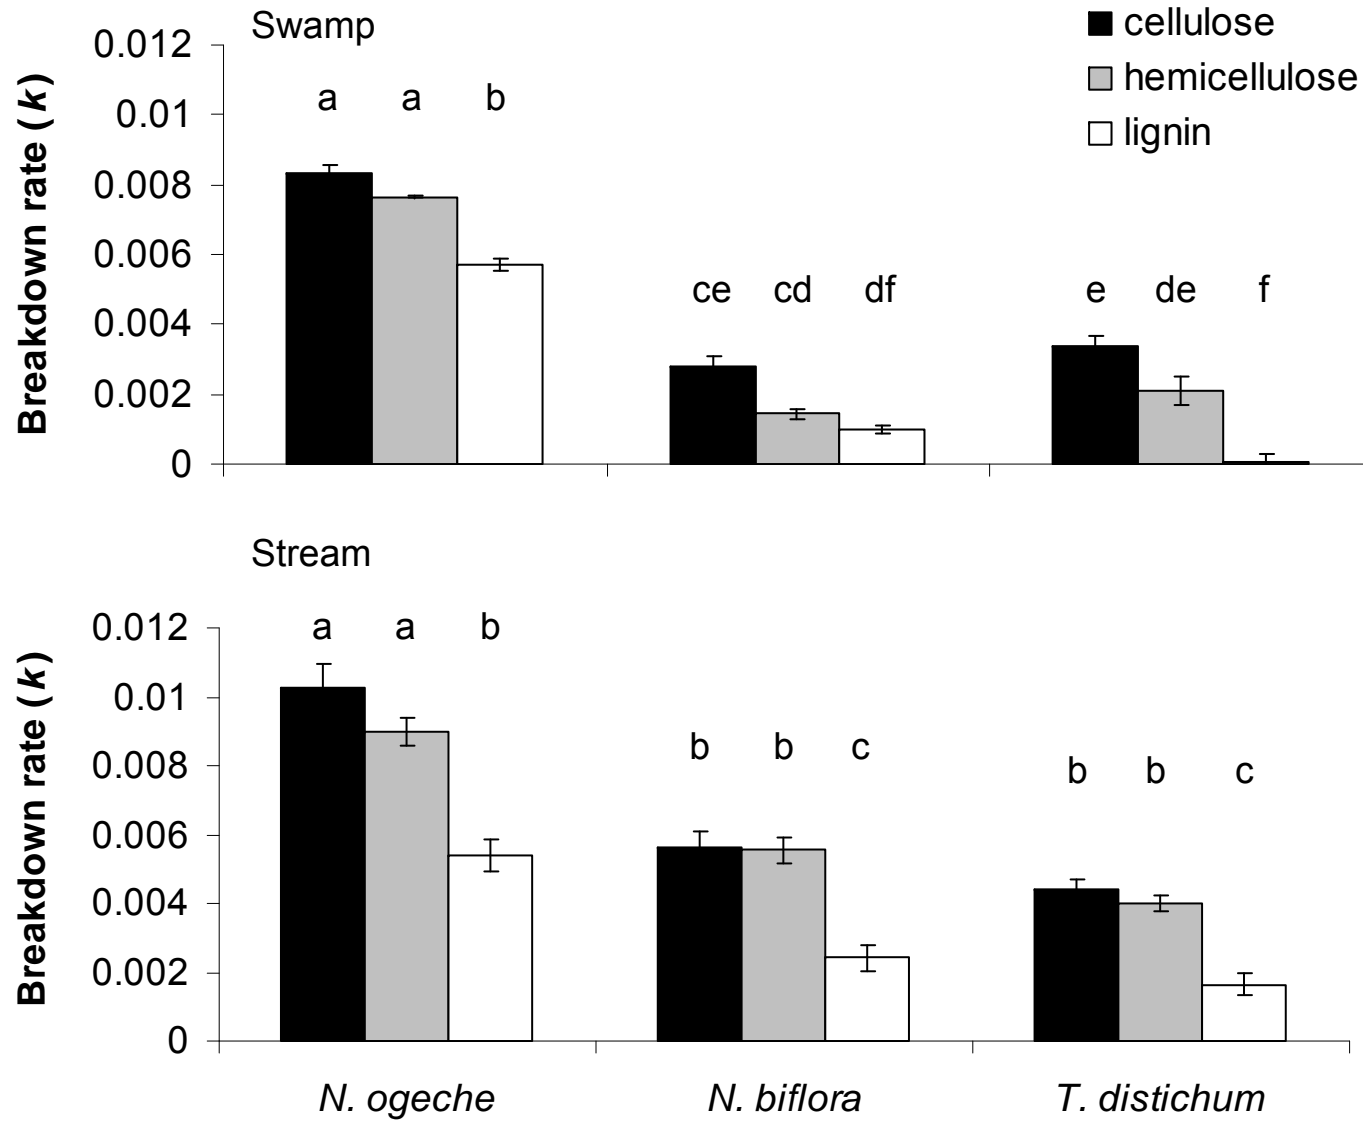 Swamp
cellulose
hemicellulose
lignin
Breakdown rate (k)
0.012
0.01
0.008
0.006
0.004
0.002
0
a a b
ce cd df
e de f
Stream
Breakdown rate (k)
0.012
0.01
0.008
0.006
0.004
0.002
0
a a b
b b c
b b c
N. ogeche N. biflora T. distichum